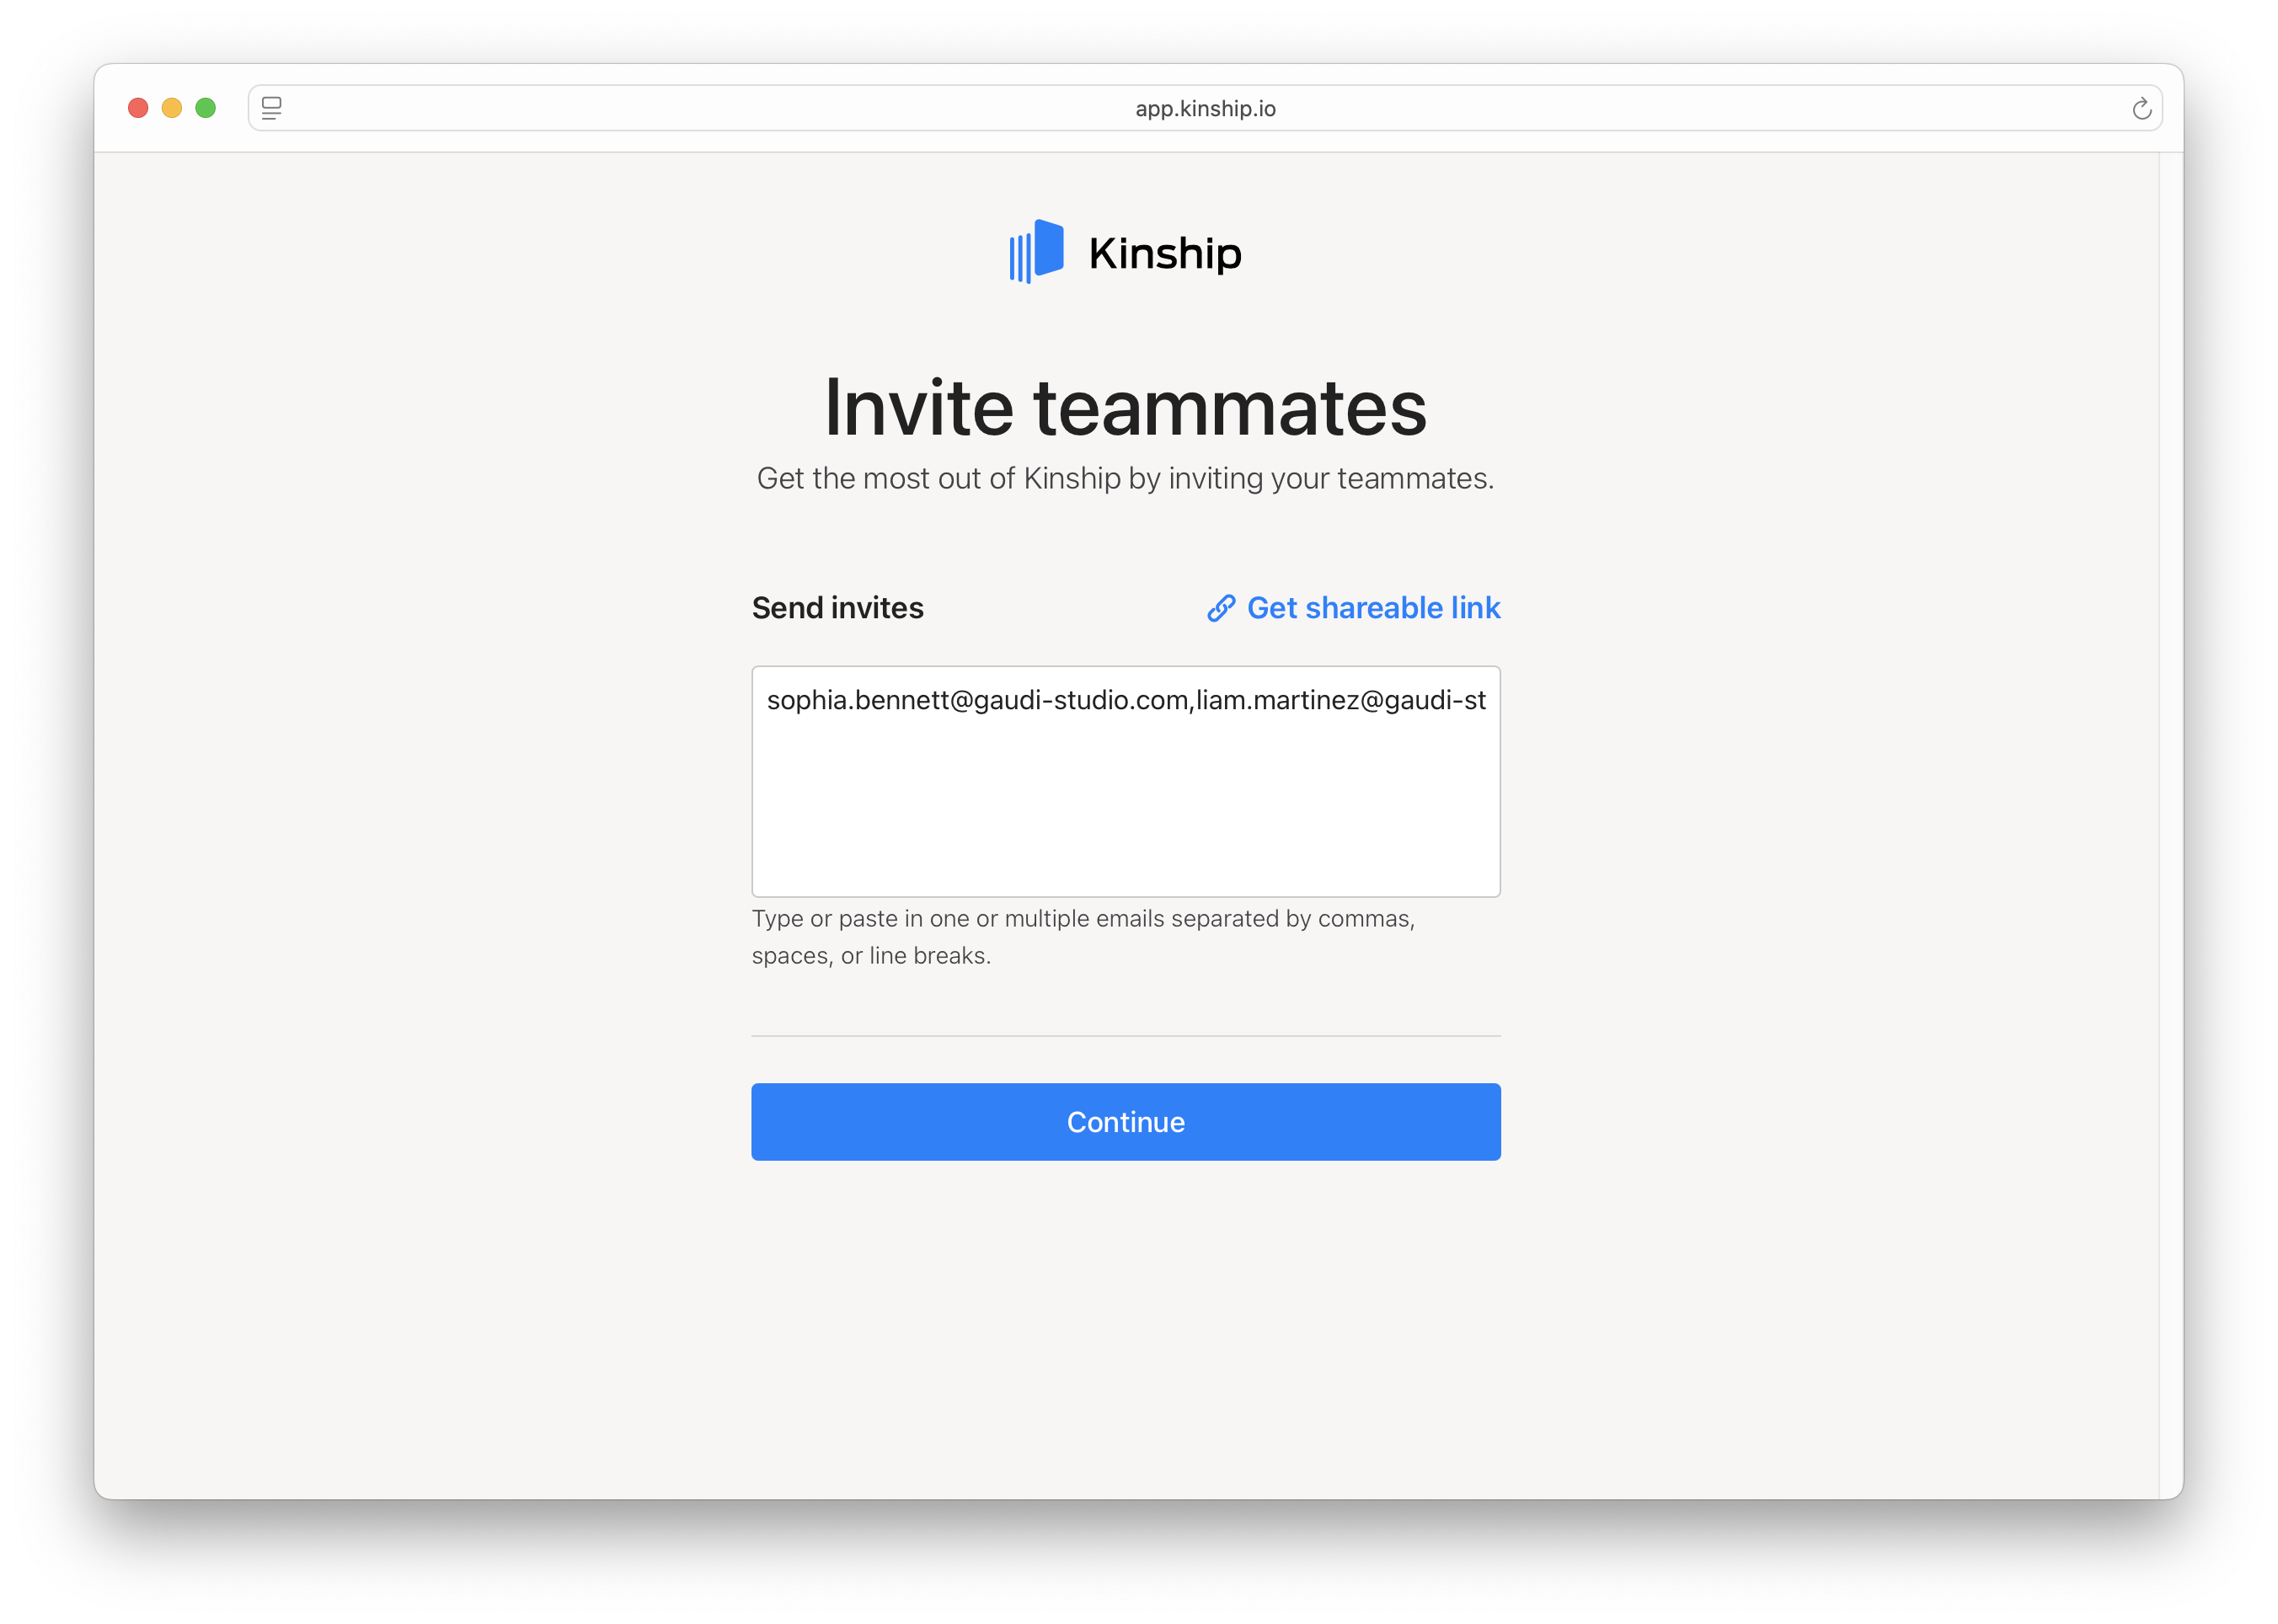 app.kinship.io
Kinship
Invite teammates
Get the most out of Kinship by inviting your teammates.
Send invites
Get shareable link
sophia.bennett@gaudi-studio.com,liam.martinez@gaudi-st
Type or paste in one or multiple emails separated by commas,
spaces, or line breaks.
Continue